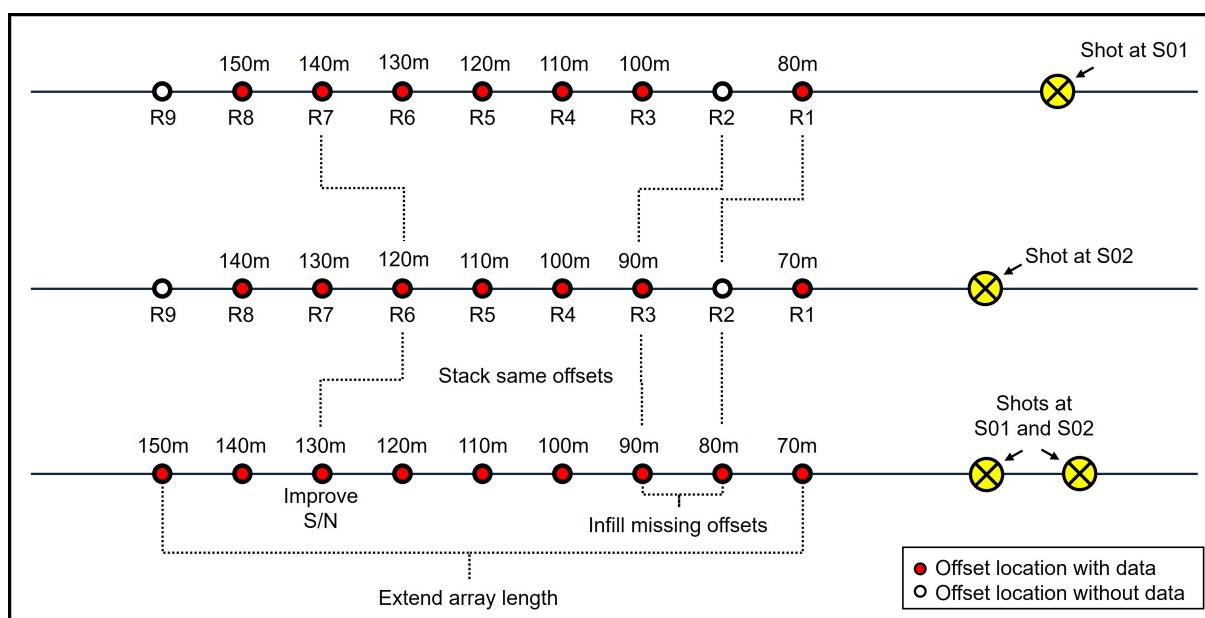 Shot at S01
150m 140m 130m 120m 110m 100m 80m
R9 R8 R7 R6 R5 R4 R3 R2 R1
Shot at S02
140m 130m 120m 110m 100m 90m 70m
R9 R8 R7 R6 R5 R4 R3 R2 R1
Stack same offsets
Shots at
S01 and S02
150m 140m 130m 120m 110m 100m 90m 80m 70m
Improve
S/N
Infill missing offsets
Extend array length
Offset location with data
Offset location without data